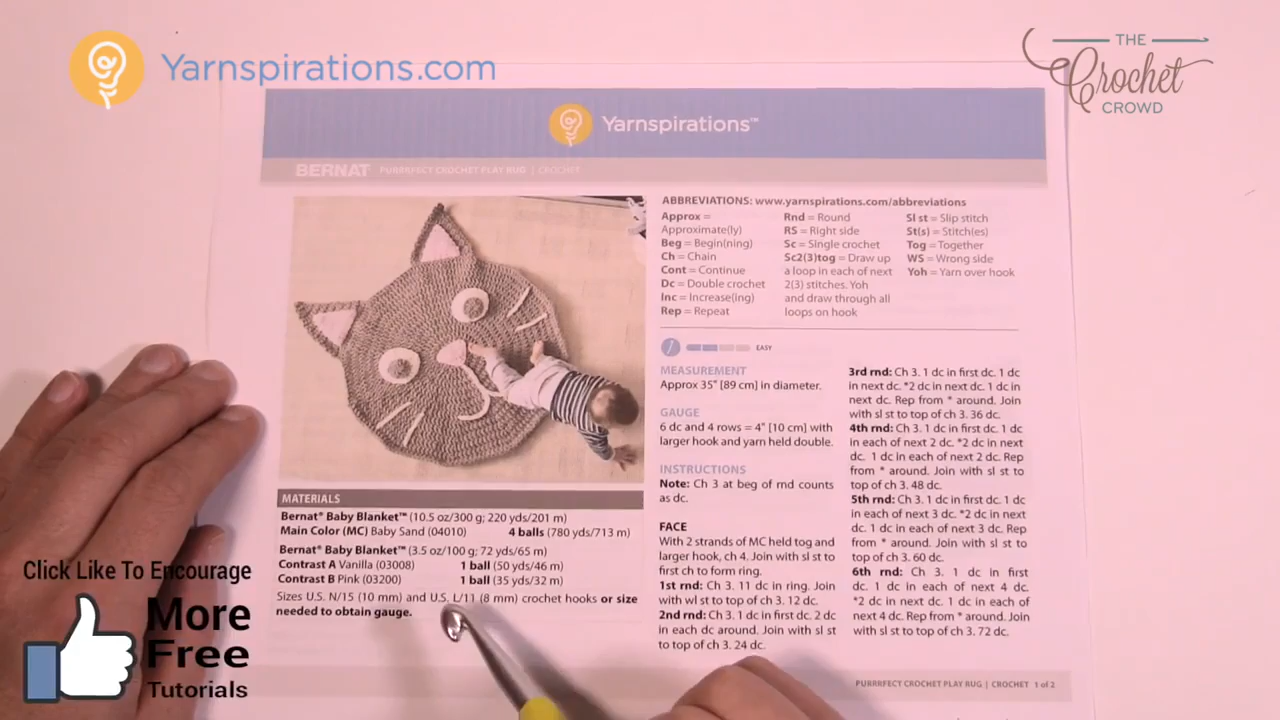 Yarnspirations.com
THE
Crochet
CROWD
Yarnspirations™
BERNAT PURRRFECT CROCHET PLAY RUG | CROCHET
ABBREVIATIONS: www.yarnspirations.com/abbreviations
Approx =
Approximate(ly)
Beg = Begin(ning)
Ch = Chain
Cont = Continue
Dc = Double crochet
Inc = Increase(ing)
Rep = Repeat
Rnd = Round
RS = Right side
Sc = Single crochet
Sc2(3)tog = Draw up
a loop in each of next
2(3) stitches. Yoh
and draw through all
loops on hook
Sl st = Slip stitch
St(s) = Stitch(es)
Tog = Together
WS = Wrong side
Yoh = Yarn over hook
EASY
MATERIALS
Bernat® Baby Blanket™ (10.5 oz/300 g; 220 yds/201 m)
Main Color (MC) Baby Sand (04010) 4 balls (780 yds/713 m)
Bernat® Baby Blanket™ (3.5 oz/100 g; 72 yds/65 m)
Contrast A Vanilla (03008) 1 ball (50 yds/46 m)
Contrast B Pink (03200) 1 ball (35 yds/32 m)
Sizes U.S. N/15 (10 mm) and U.S. L/11 (8 mm) crochet hooks or size
needed to obtain gauge.
MEASUREMENT
Approx 35" [89 cm] in diameter.
GAUGE
6 dc and 4 rows = 4" [10 cm] with
larger hook and yarn held double.
INSTRUCTIONS
Note: Ch 3 at beg of rnd counts
as dc.
FACE
With 2 strands of MC held tog and
larger hook, ch 4. Join with sl st to
first ch to form ring.
1st rnd: Ch 3. 11 dc in ring. Join
with wl st to top of ch 3. 12 dc.
2nd rnd: Ch 3. 1 dc in first dc. 2 dc
in each dc around. Join with sl st
to top of ch 3. 24 dc.
3rd rnd: Ch 3. 1 dc in first dc. 1 dc
in next dc. *2 dc in next dc. 1 dc in
next dc. Rep from * around. Join
with sl st to top of ch 3. 36 dc.
4th rnd: Ch 3. 1 dc in first dc. 1 dc
in each of next 2 dc. *2 dc in next
dc. 1 dc in each of next 2 dc. Rep
from * around. Join with sl st to
top of ch 3. 48 dc.
5th rnd: Ch 3. 1 dc in first dc. 1 dc
in each of next 3 dc. *2 dc in next
dc. 1 dc in each of next 3 dc. Rep
from * around. Join with sl st to
top of ch 3. 60 dc.
6th rnd: Ch 3. 1 dc in first
dc. 1 dc in each of next 4 dc.
*2 dc in next dc. 1 dc in each of
next 4 dc. Rep from * around. Join
with sl st to top of ch 3. 72 dc.
PURRRFECT CROCHET PLAY RUG | CROCHET 1 of 2
Click Like To Encourage
More
Free
Tutorials